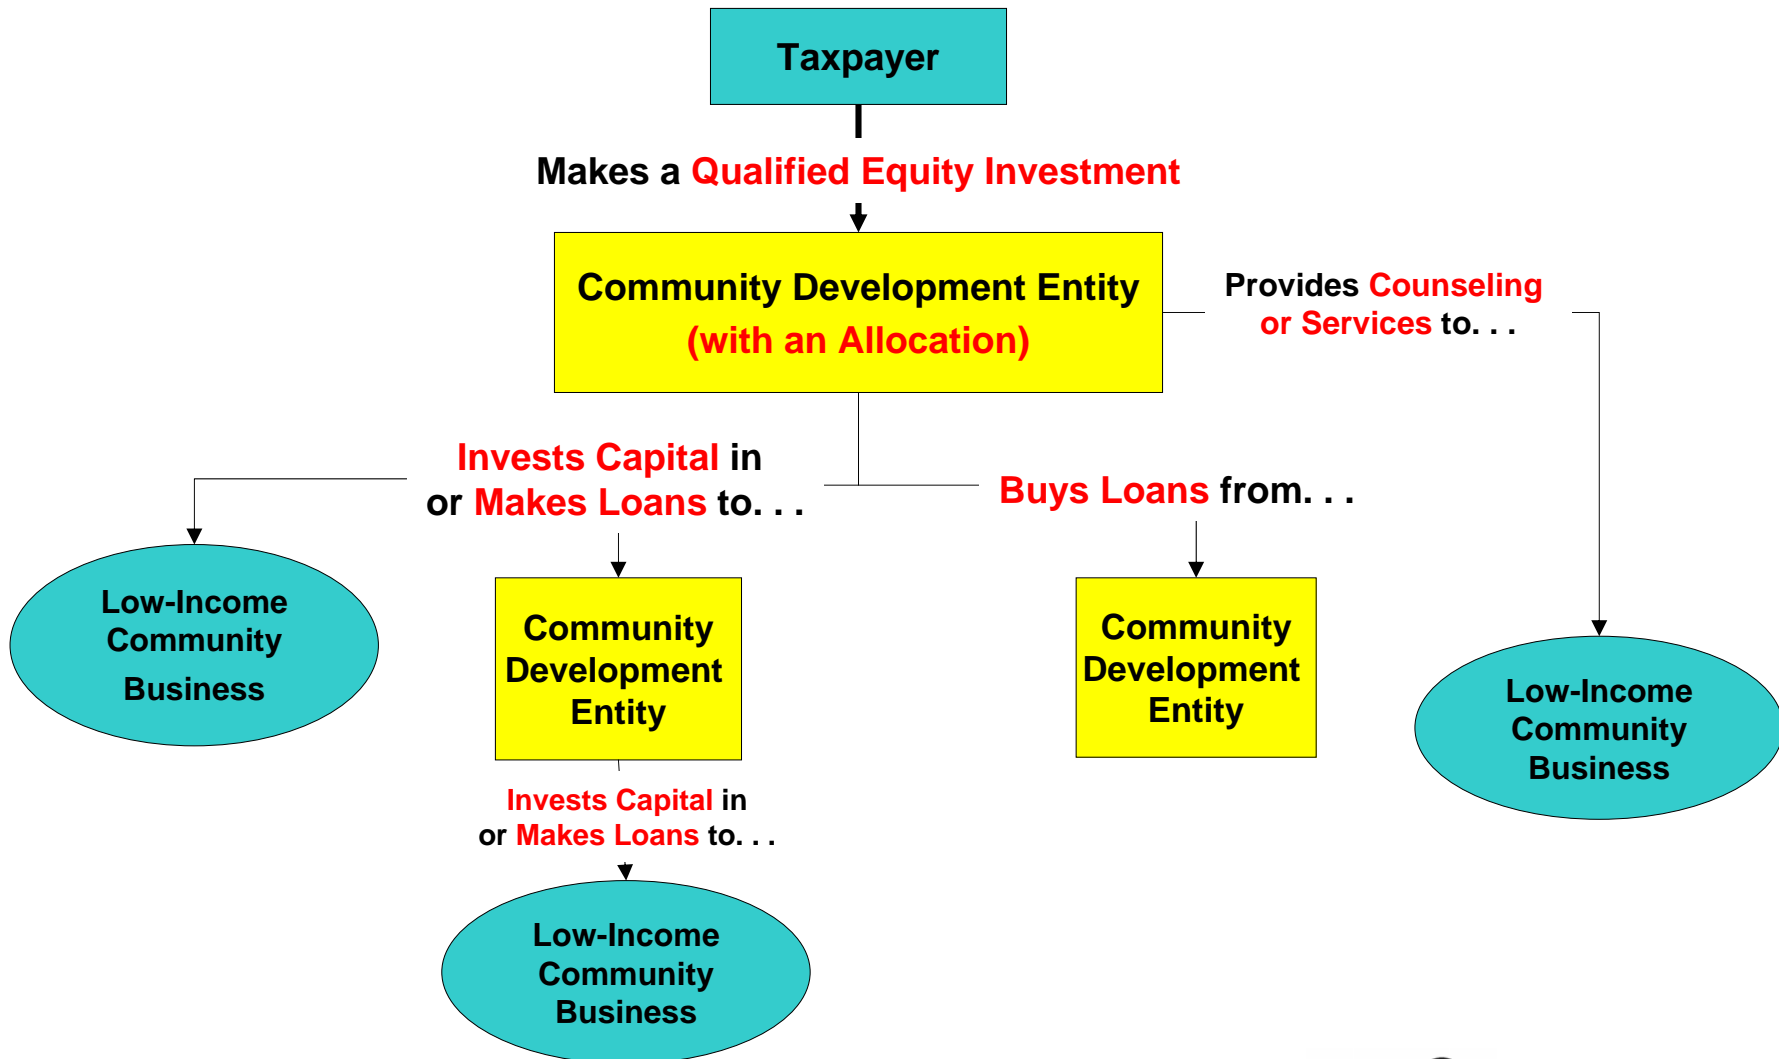 Taxpayer
Makes a Qualified Equity Investment
Community Development Entity
(with an Allocation)
Provides Counseling
or Services to. . .
Invests Capital in
or Makes Loans to. . .
Buys Loans from. . .
Low-Income
Community
Business
Community
Development
Entity
Community
Development
Entity
Low-Income
Community
Business
Invests Capital in
or Makes Loans to. . .
Low-Income
Community
Business